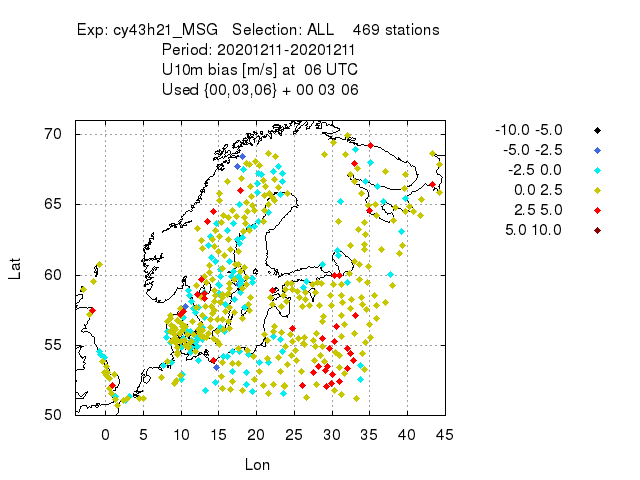 Exp: cy43h21_MSG Selection: ALL 469 stations
Period: 20201211-20201211
U10m bias [m/s] at 06 UTC
Used {00,03,06} + 00 03 06
-10.0 -5.0
-5.0 -2.5
-2.5 0.0
0.0 2.5
2.5 5.0
5.0 10.0
70
65
60
55
50
Lat
0 5 10 15 20 25 30 35 40 45
Lon